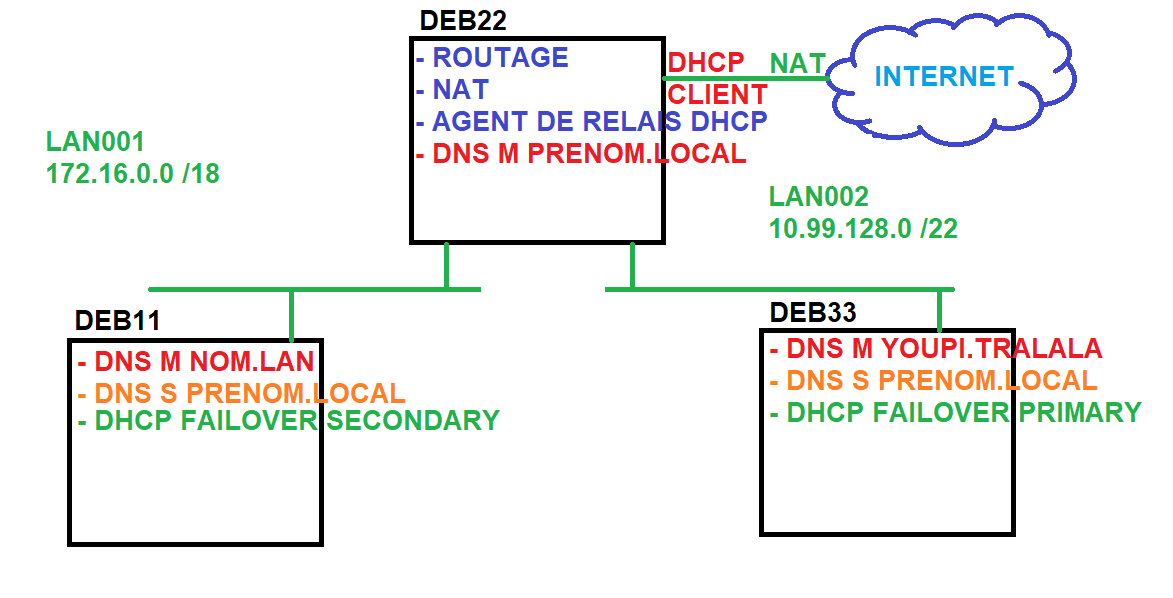 DEB22
- ROUTAGE
- NAT
- AGENT DE RELAIS DHCP
- DNS M PRENOM.LOCAL
DHCP NAT
CLIENT
INTERNET
LAN001
172.16.0.0 /18
LAN002
10.99.128.0 /22
DEB11
- DNS M NOM.LAN
- DNS S PRENOM.LOCAL
- DHCP FAILOVER SECONDARY
DEB33
- DNS M YOUPI.TRALALA
- DNS S PRENOM.LOCAL
- DHCP FAILOVER PRIMARY